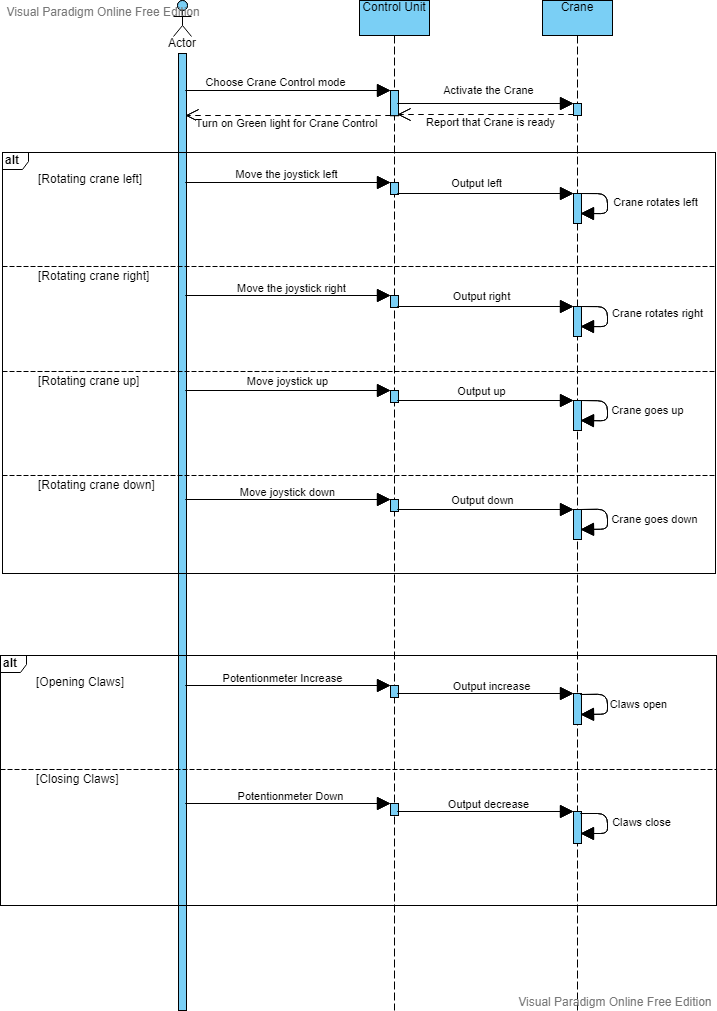 Visual Paradigm Online Free Edition
Actor
Control Unit
Crane
Choose Crane Control mode
Activate the Crane
Turn on Green light for Crane Control
Report that Crane is ready
alt
[Rotating crane left]
Move the joystick left
Output left
Crane rotates left
[Rotating crane right]
Move the joystick right
Output right
Crane rotates right
[Rotating crane up]
Move joystick up
Output up
Crane goes up
[Rotating crane down]
Move joystick down
Output down
Crane goes down
alt
[Opening Claws]
Potentionmeter Increase
Output increase
Claws open
[Closing Claws]
Potentionmeter Down
Output decrease
Claws close
Visual Paradigm Online Free Edition